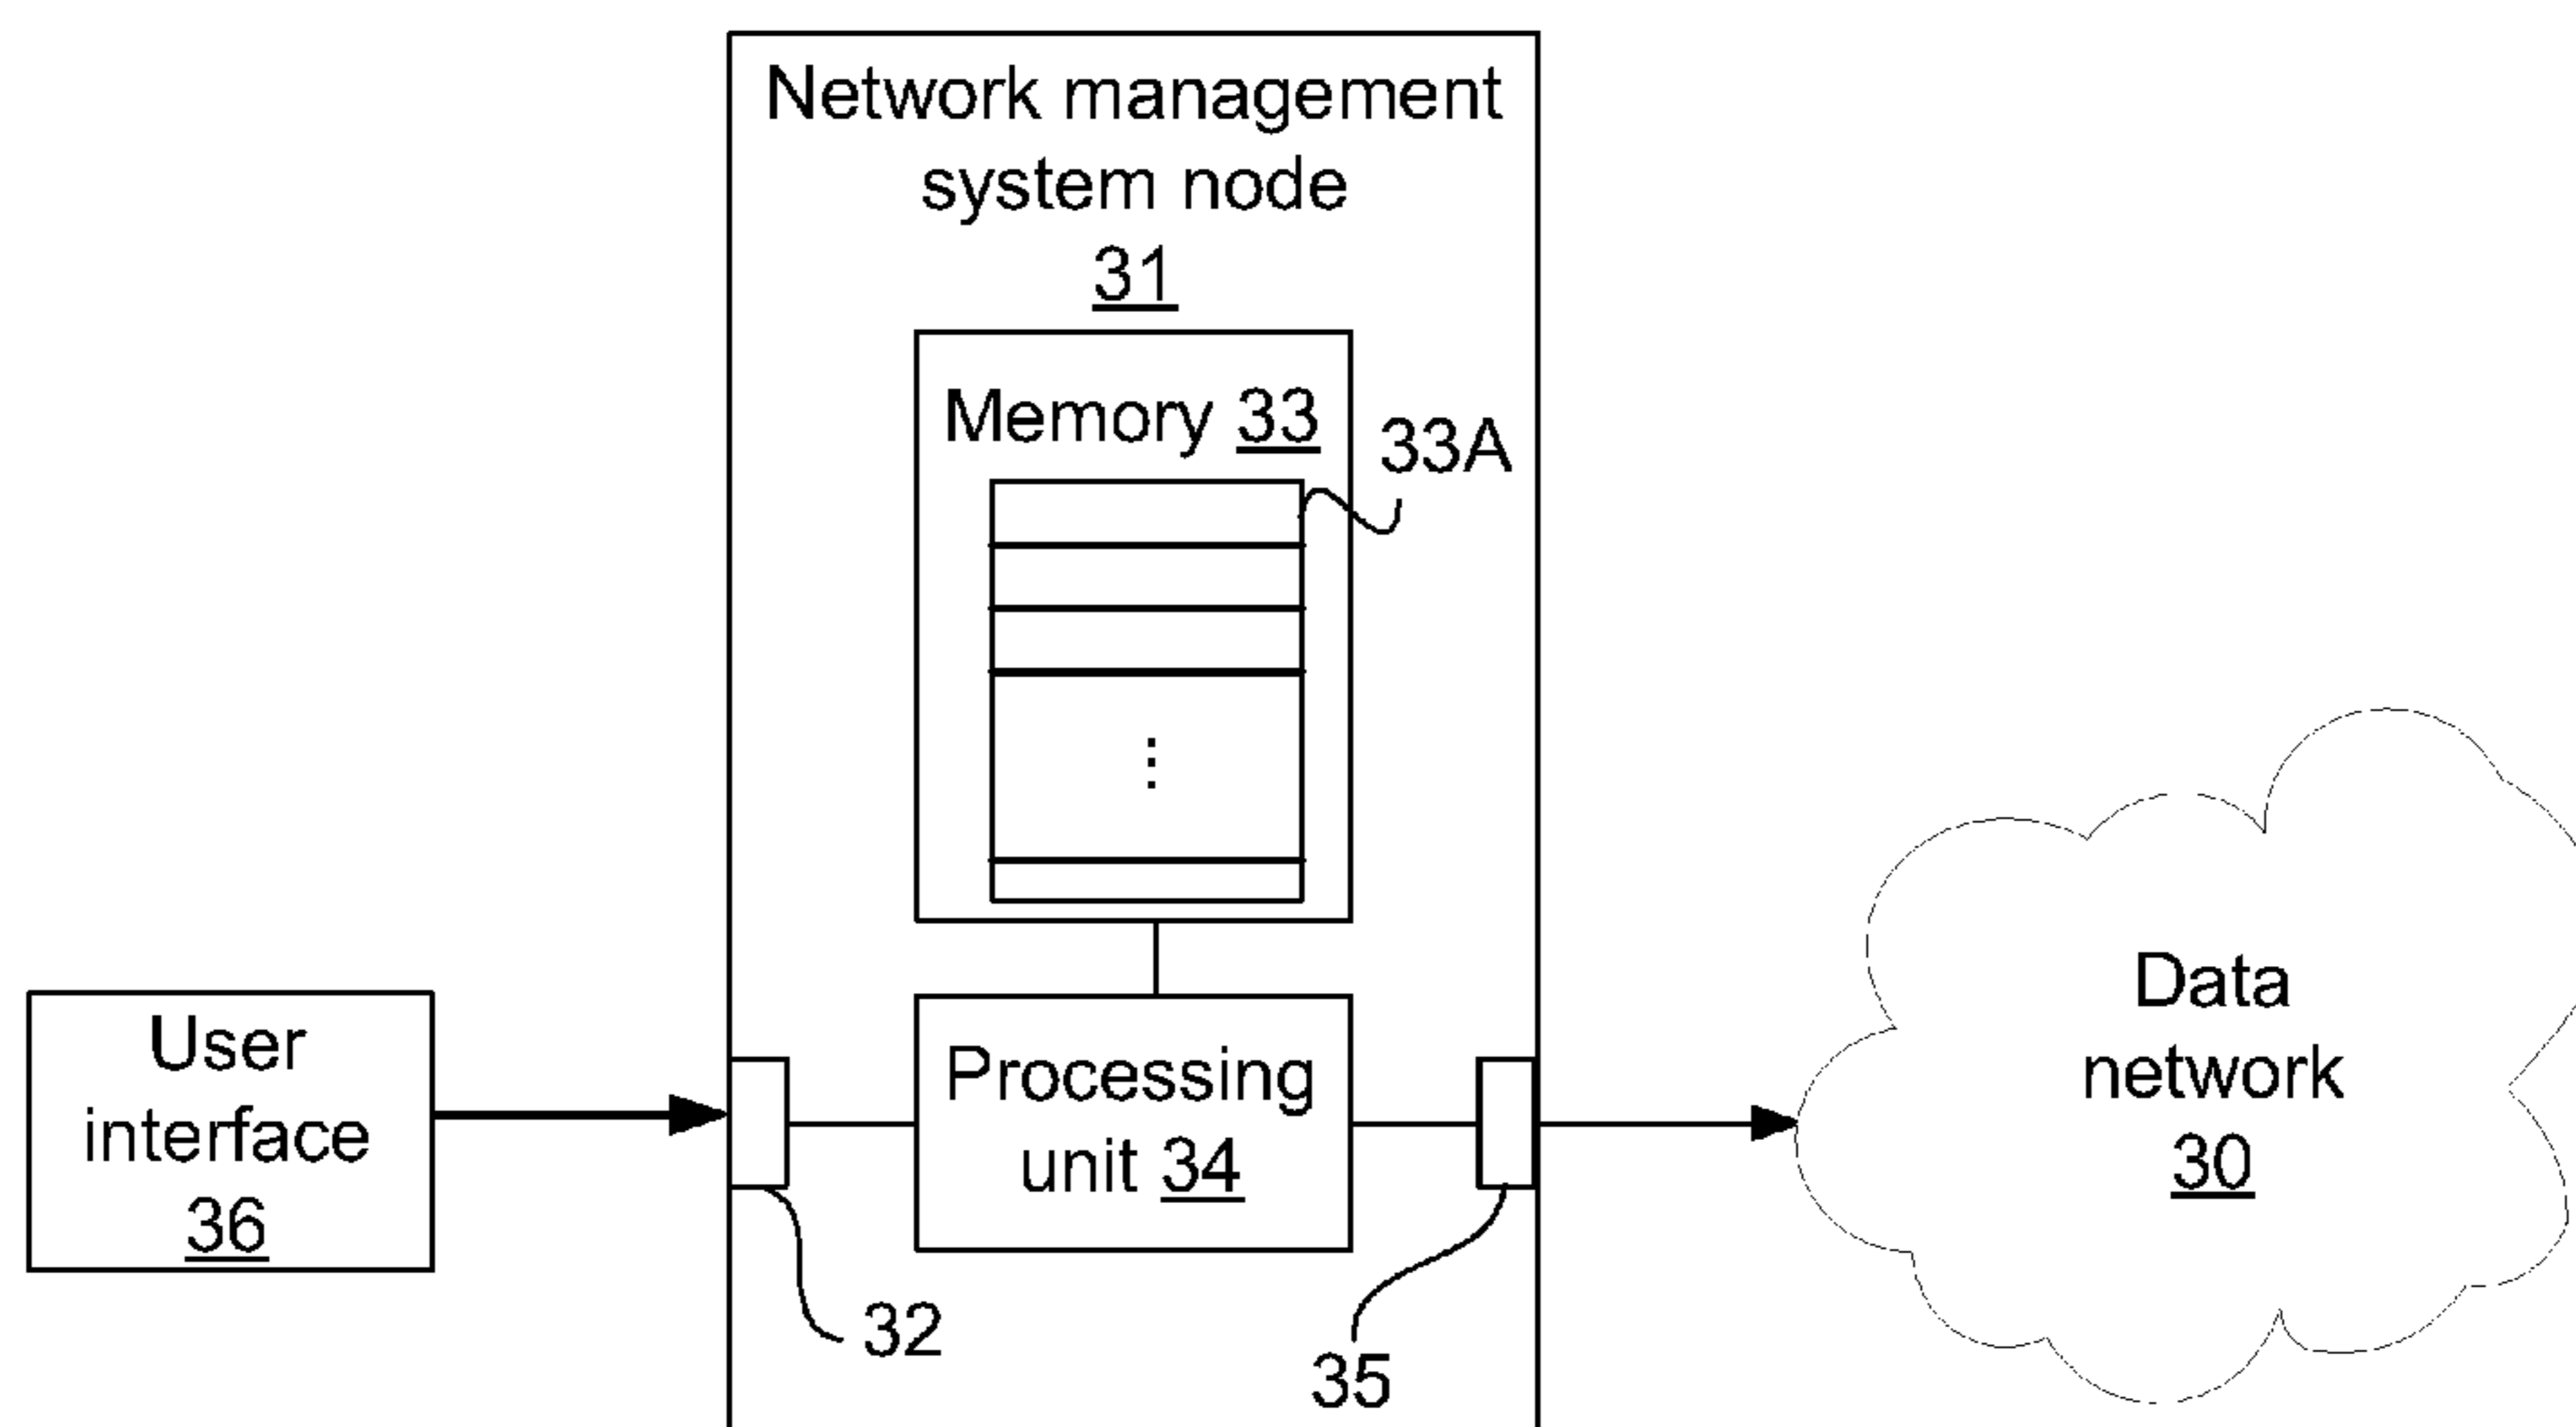 Network management
system node
31
Memory 33
33A
⋮
User
interface
36
Processing
unit 34
32
35
Data
network
30